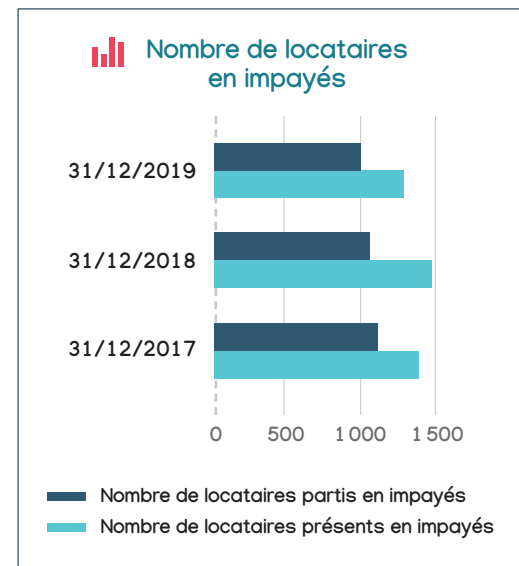 Nombre de locataires
en impayés
31/12/2019
31/12/2018
31/12/2017
0 500 1 000 1 500
Nombre de locataires partis en impayés
Nombre de locataires présents en impayés